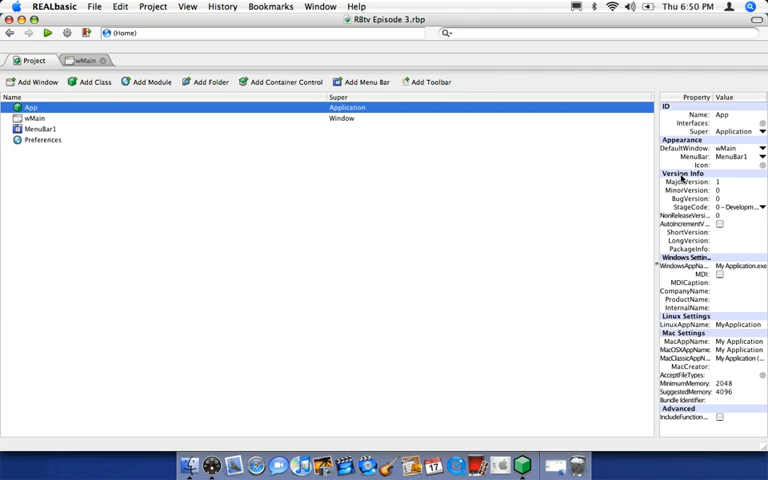 REALbasic File Edit Project View History Bookmarks Window Help Thu 6:50 PM
RBtv Episode 3.rbp
(Home)
Project wMain
Add Window Add Class Add Module Add Folder Add Container Control Add Menu Bar Add Toolbar
Name Super
App Application
wMain Window
MenuBar1
Preferences
Property Value
ID
Name: App
Interfaces:
Super: Application
Appearance
DefaultWindow: wMain
MenuBar: MenuBar1
Icon:
Version Info
MajorVersion: 1
MinorVersion: 0
BugVersion: 0
StageCode: 0 - Developm...
NonReleaseVersi... 0
AutoIncrementV...
ShortVersion:
LongVersion:
PackageInfo:
Windows Settin...
WindowsAppNa... My Application.exe
MDI:
MDICaption:
CompanyName:
ProductName:
InternalName:
Linux Settings
LinuxAppName: MyApplication
Mac Settings
MacAppName: My Application
MacOSXAppName: My Application
MacClassicAppN... My Application (...
MacCreator:
AcceptFileTypes:
MinimumMemory: 2048
SuggestedMemory: 4096
Bundle Identifier:
Advanced
IncludeFunction...
17